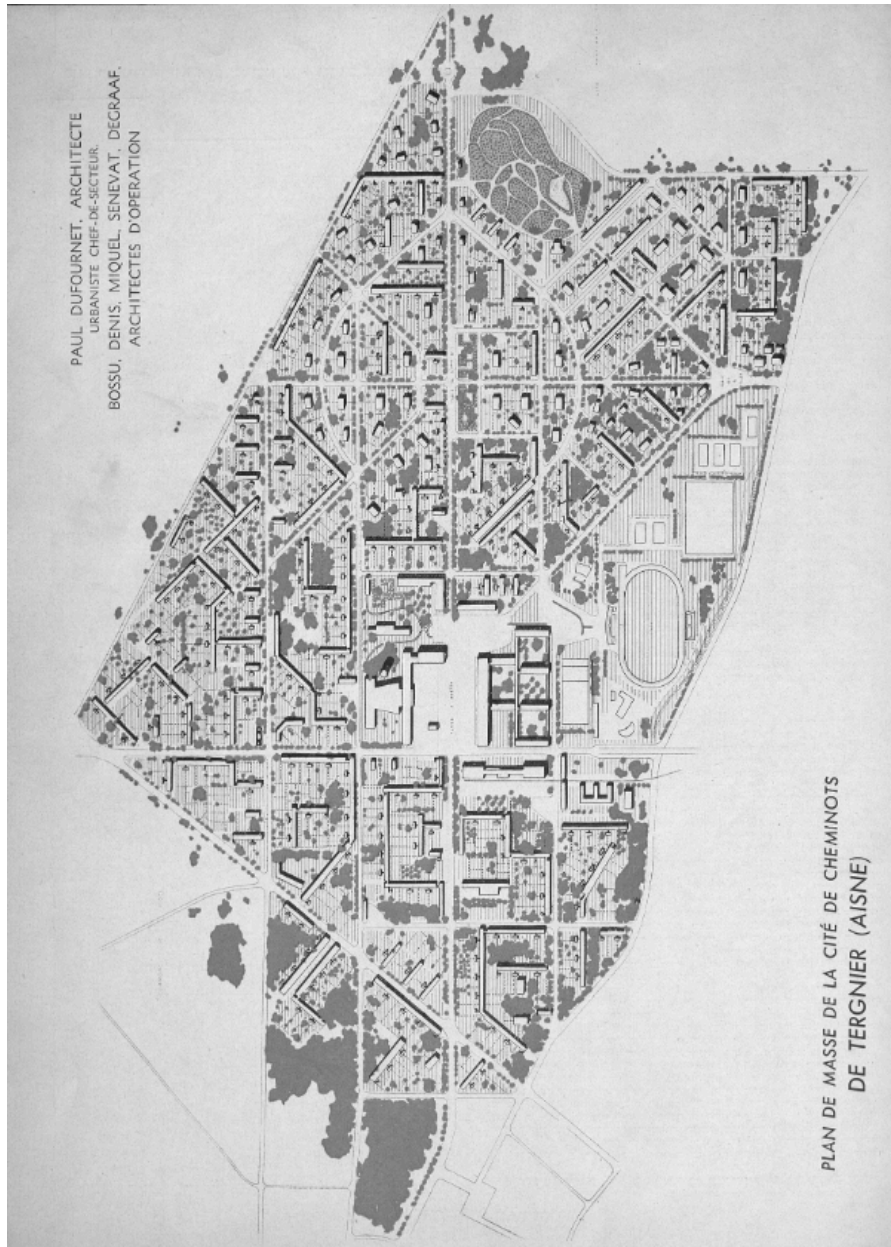 PAUL DUFOURNET, ARCHITECTE
URBANISTE CHEF-DE-SECTEUR.
BOSSU, DENIS, MIQUEL, SENEVAT, DEGRAAF,
ARCHITECTES D'OPERATION
PLAN DE MASSE DE LA CITÉ DE CHEMINOTS
DE TERGNIER (AISNE)